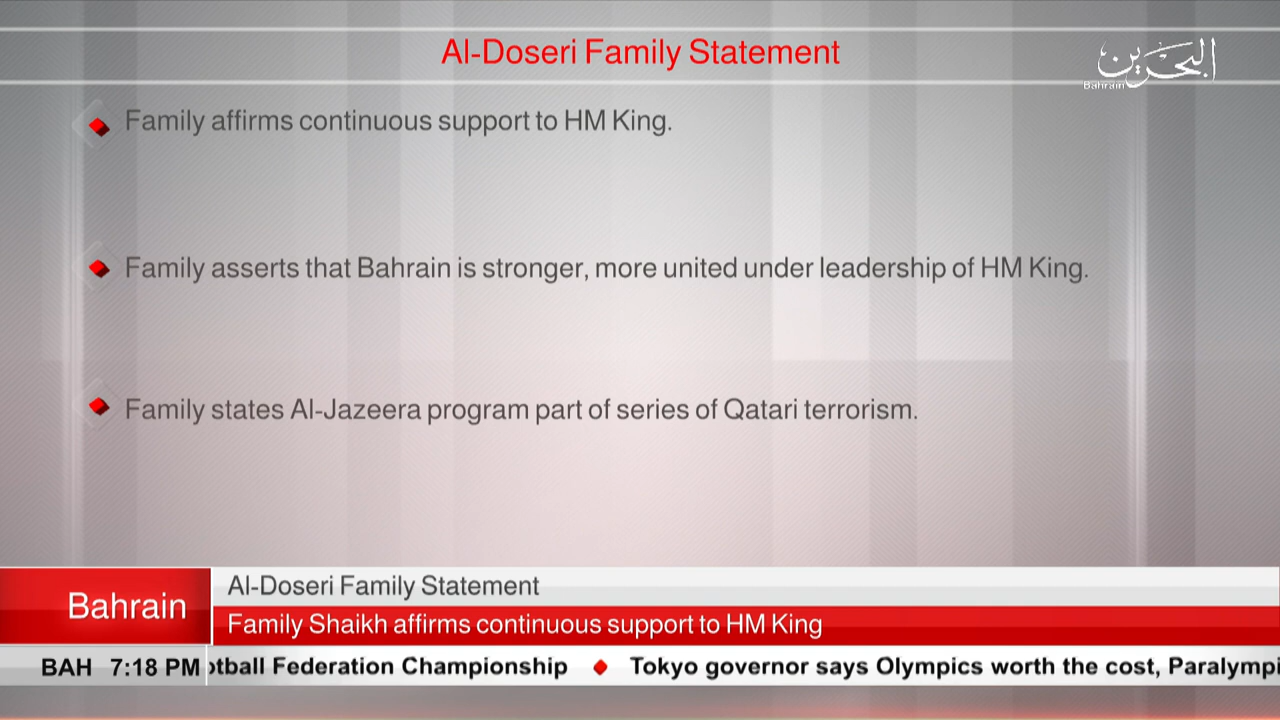 Al-Doseri Family Statement
البحرين
Bahrain
Family affirms continuous support to HM King.
Family asserts that Bahrain is stronger, more united under leadership of HM King.
Family states Al-Jazeera program part of series of Qatari terrorism.
Bahrain
Al-Doseri Family Statement
Family Shaikh affirms continuous support to HM King
BAH 7:18 PM
otball Federation Championship
Tokyo governor says Olympics worth the cost, Paralympi